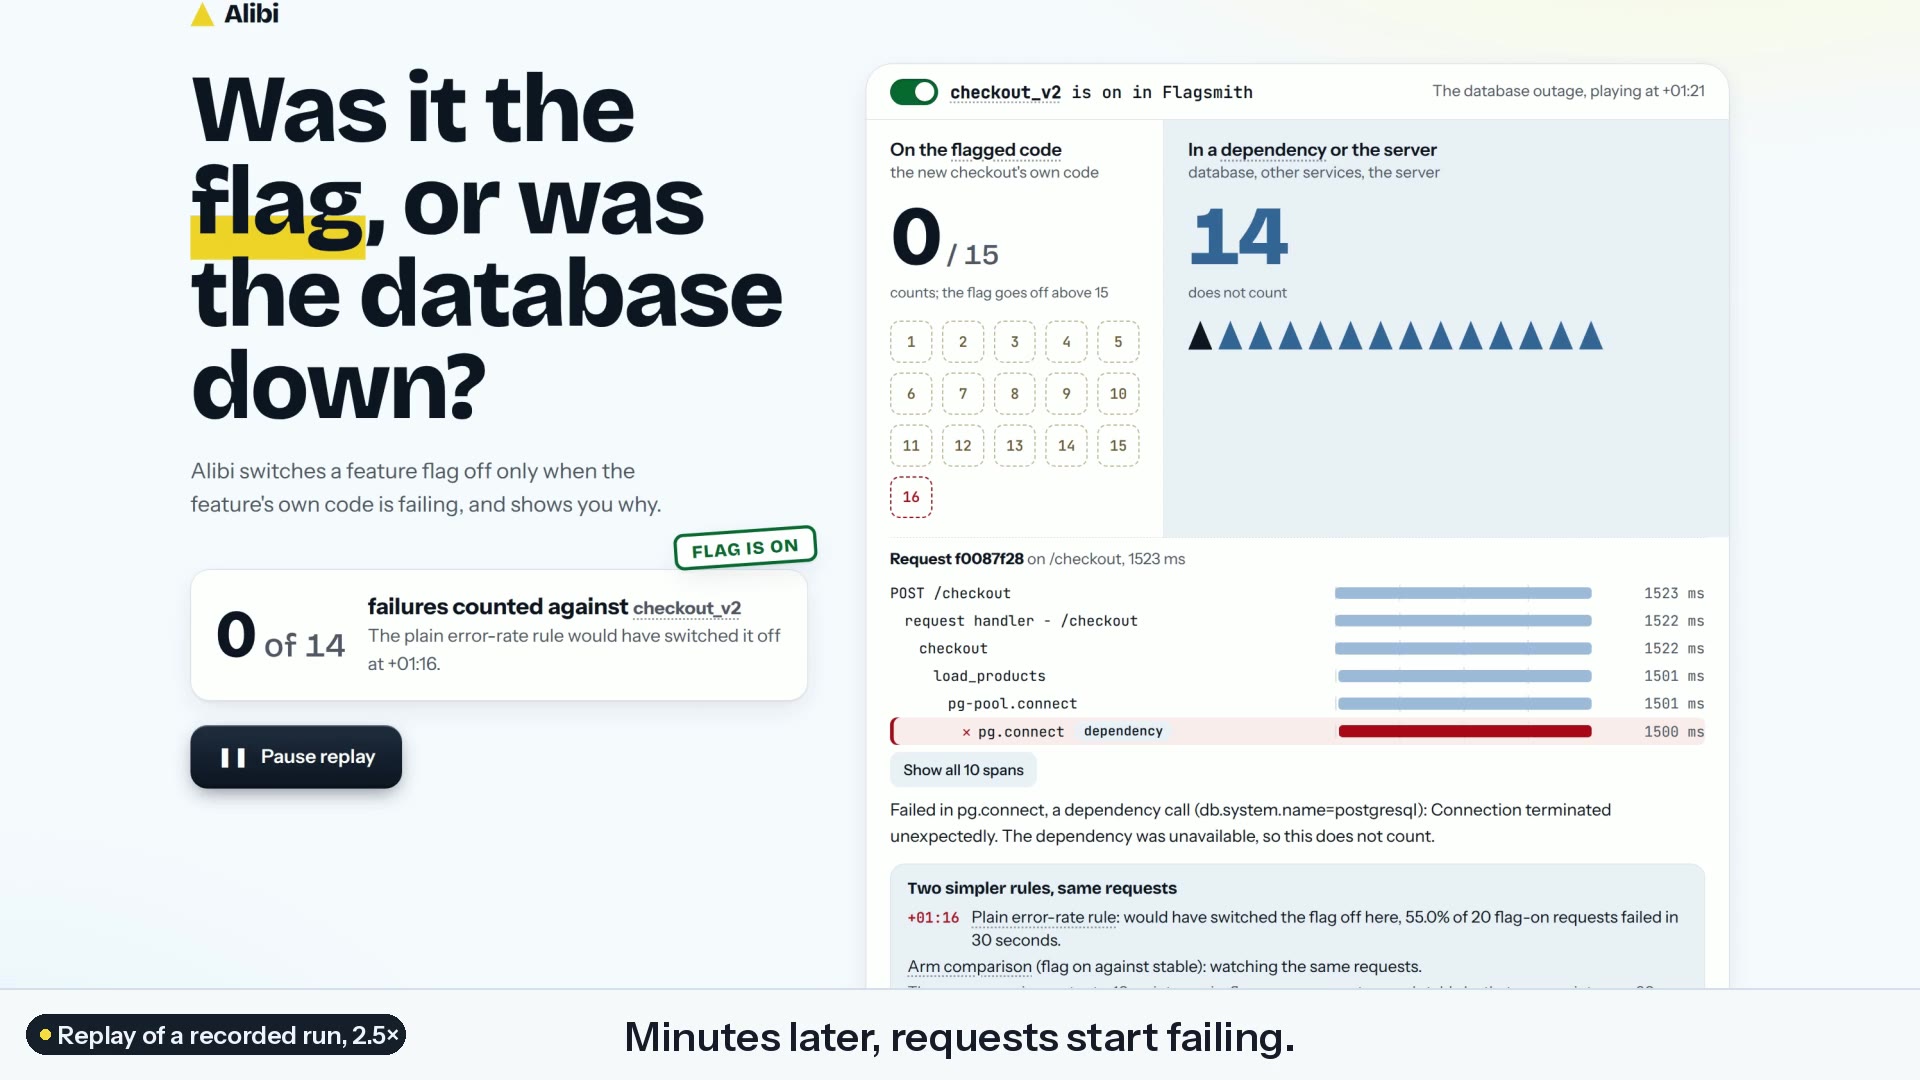 Alibi
Was it the
flag, or was
the database
down?
Alibi switches a feature flag off only when the
feature's own code is failing, and shows you why.
FLAG IS ON
0 of 14
failures counted against checkout_v2
The plain error-rate rule would have switched it off
at +01:16.
Pause replay
checkout_v2 is on in Flagsmith
The database outage, playing at +01:21
On the flagged code
the new checkout's own code
0 / 15
counts; the flag goes off above 15
1 2 3 4 5
6 7 8 9 10
11 12 13 14 15
16
In a dependency or the server
database, other services, the server
14
does not count
Request f0087f28 on /checkout, 1523 ms
POST /checkout 1523 ms
request handler - /checkout 1522 ms
checkout 1522 ms
load_products 1501 ms
pg-pool.connect 1501 ms
× pg.connect dependency 1500 ms
Show all 10 spans
Failed in pg.connect, a dependency call (db.system.name=postgresql): Connection terminated
unexpectedly. The dependency was unavailable, so this does not count.
Two simpler rules, same requests
+01:16 Plain error-rate rule: would have switched the flag off here, 55.0% of 20 flag-on requests failed in
30 seconds.
Arm comparison (flag on against stable): watching the same requests.
Replay of a recorded run, 2.5×
Minutes later, requests start failing.